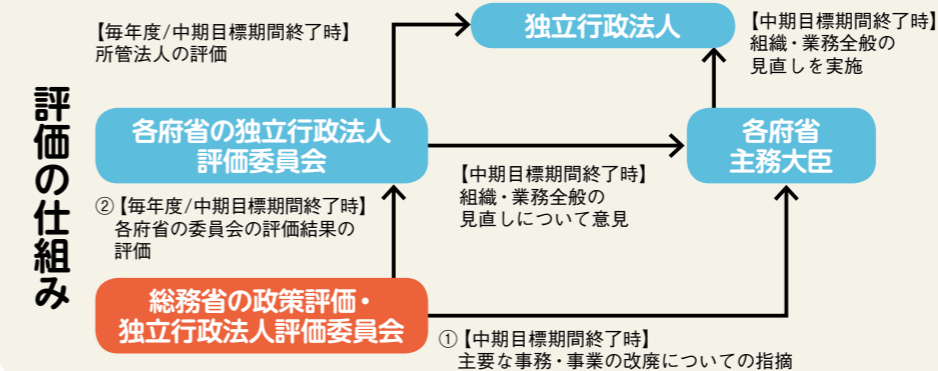 評価の仕組み
【毎年度/中期目標期間終了時】
所管法人の評価
独立行政法人
【中期目標期間終了時】
組織・業務全般の
見直しを実施
各府省の独立行政法人
評価委員会
各府省
主務大臣
【中期目標期間終了時】
組織・業務全般の
見直しについて意見
②【毎年度/中期目標期間終了時】
各府省の委員会の評価結果の
評価
総務省の政策評価・
独立行政法人評価委員会
①【中期目標期間終了時】
主要な事務・事業の改廃についての指摘